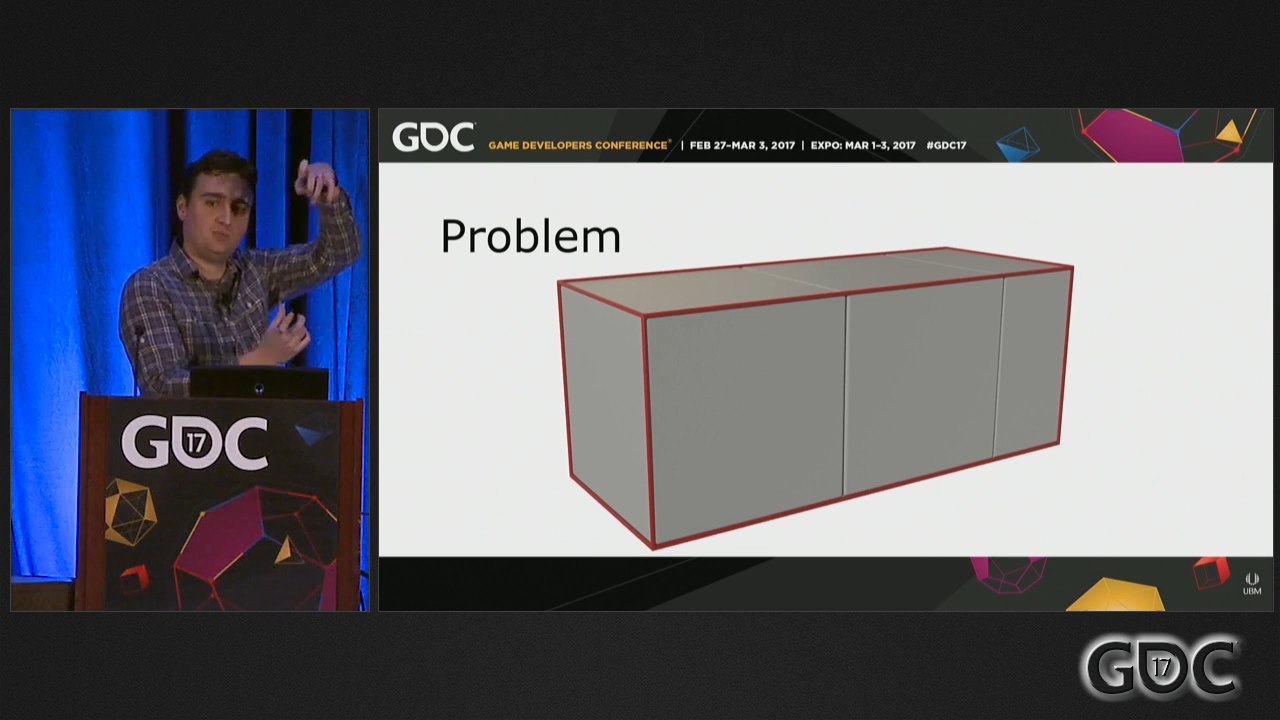 GDC
GAME DEVELOPERS CONFERENCE® | FEB 27–MAR 3, 2017 | EXPO: MAR 1–3, 2017 #GDC17
Problem
GDC
17
UBM
GDC
17